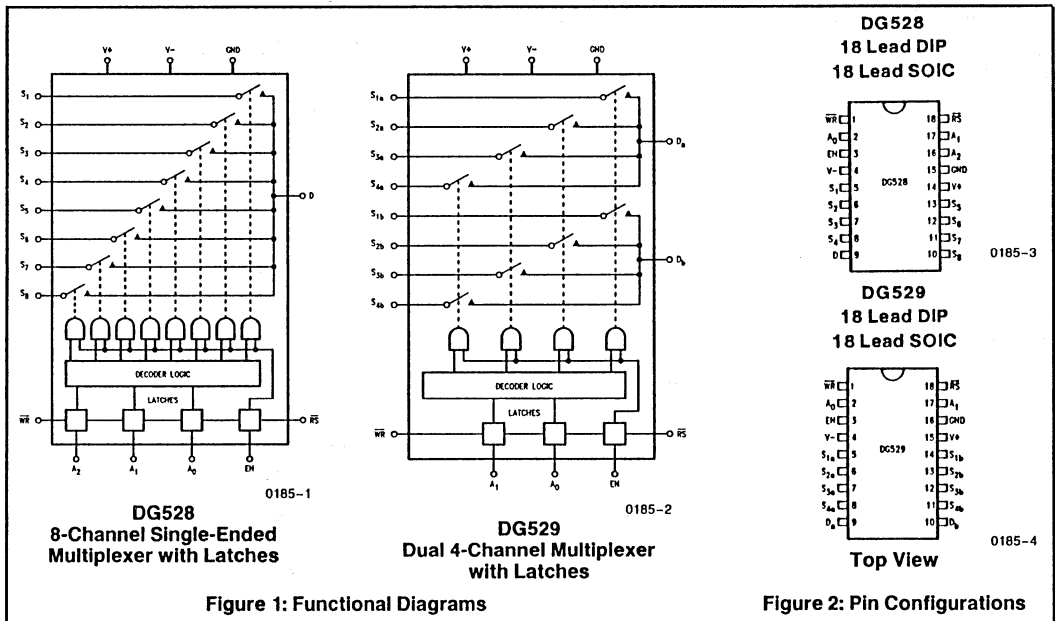 V+ V- GND
S1
S2
S3
S4
S5
S6
S7
S8
D
DECODER LOGIC
LATCHES
WR
RS
A2 A1 A0 EN
0185-1
DG528
8-Channel Single-Ended
Multiplexer with Latches
V+ V- GND
S1a
S2a
S3a
S4a
S1b
S2b
S3b
S4b
Da
Db
DECODER LOGIC
LATCHES
WR
RS
A1 A0 EN
0185-2
DG529
Dual 4-Channel Multiplexer
with Latches
Figure 1: Functional Diagrams
DG528
18 Lead DIP
18 Lead SOIC
WR 1 18 RS
A0 2 17 A1
EN 3 16 A2
V- 4 15 GND
S1 5 14 V+
S2 6 13 S5
S3 7 12 S6
S4 8 11 S7
D 9 10 S8
DG528
0185-3
DG529
18 Lead DIP
18 Lead SOIC
WR 1 18 RS
A0 2 17 A1
EN 3 16 GND
V- 4 15 V+
S1a 5 14 S1b
S2a 6 13 S2b
S3a 7 12 S3b
S4a 8 11 S4b
Da 9 10 Db
DG529
0185-4
Top View
Figure 2: Pin Configurations